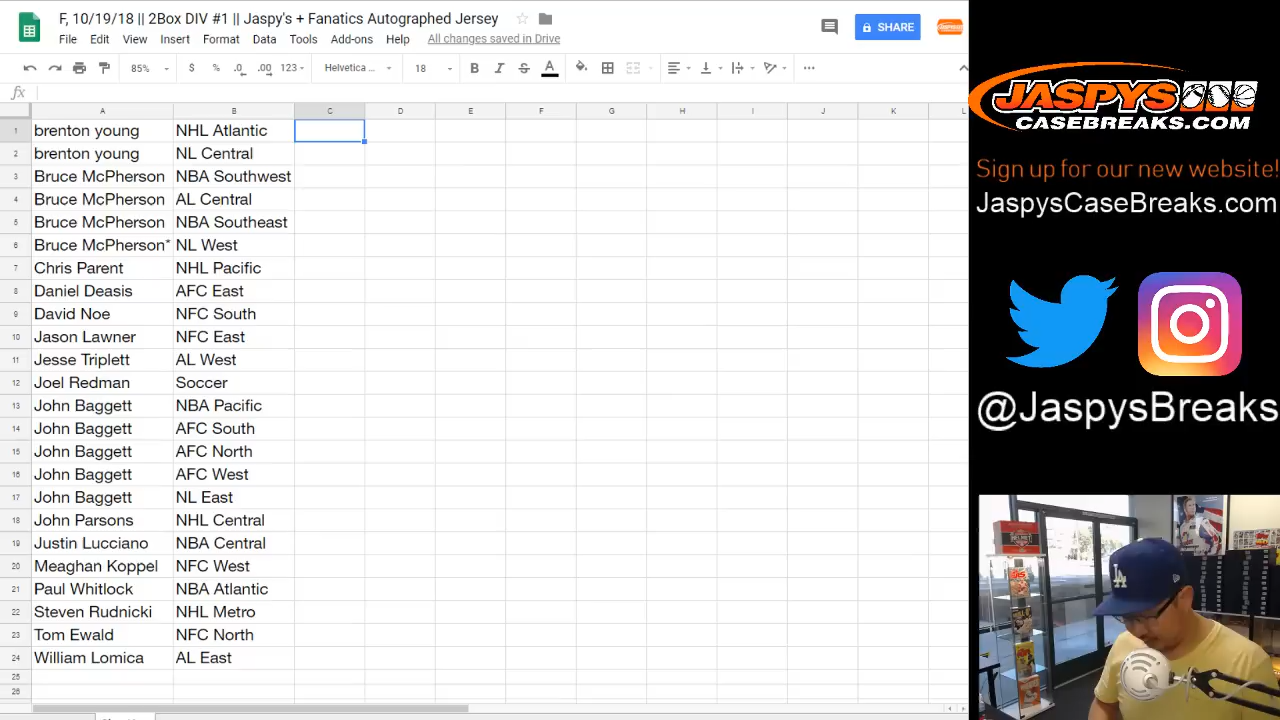 F, 10/19/18 || 2Box DIV #1 || Jaspy's + Fanatics Autographed Jersey
File Edit View Insert Format Data Tools Add-ons Help All changes saved in Drive
SHARE
85% $ % .0 .00 123 Helvetica ... 18 B I S A
fx
A B C D E F G H I J K L
1 brenton young NHL Atlantic
2 brenton young NL Central
3 Bruce McPherson NBA Southwest
4 Bruce McPherson AL Central
5 Bruce McPherson NBA Southeast
6 Bruce McPherson* NL West
7 Chris Parent NHL Pacific
8 Daniel Deasis AFC East
9 David Noe NFC South
10 Jason Lawner NFC East
11 Jesse Triplett AL West
12 Joel Redman Soccer
13 John Baggett NBA Pacific
14 John Baggett AFC South
15 John Baggett AFC North
16 John Baggett AFC West
17 John Baggett NL East
18 John Parsons NHL Central
19 Justin Lucciano NBA Central
20 Meaghan Koppel NFC West
21 Paul Whitlock NBA Atlantic
22 Steven Rudnicki NHL Metro
23 Tom Ewald NFC North
24 William Lomica AL East
25
26
JASPYS
CASEBREAKS.COM
Sign up for our new website!
JaspysCaseBreaks.com
@JaspysBreaks
LA